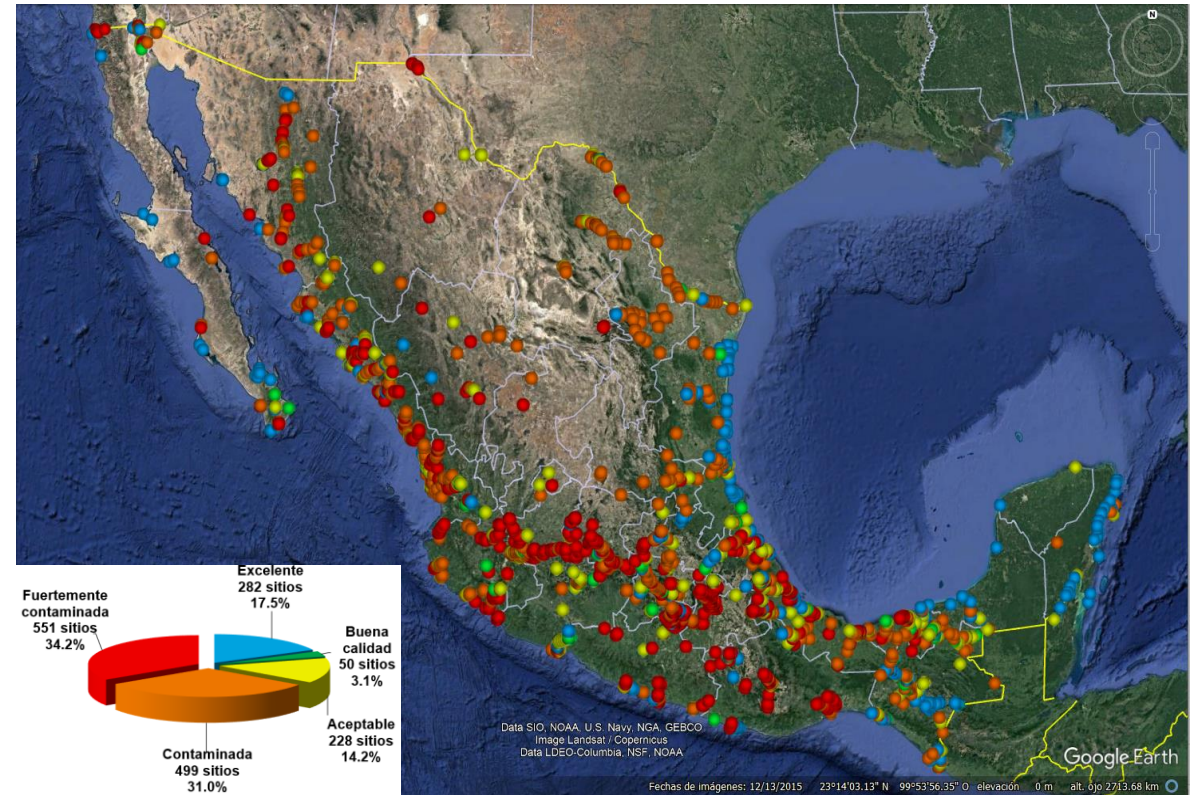 N
Excelente
282 sitios
17.5%
Fuertemente
contaminada
551 sitios
34.2%
Buena
calidad
50 sitios
3.1%
Aceptable
228 sitios
14.2%
Contaminada
499 sitios
31.0%
Data SIO, NOAA, U.S. Navy, NGA, GEBCO
Image Landsat / Copernicus
Data LDEO-Columbia, NSF, NOAA
Google Earth
Fechas de imágenes: 12/13/2015 23°14'03.13" N 99°53'56.35" O elevación 0 m alt. ojo 2713.68 km